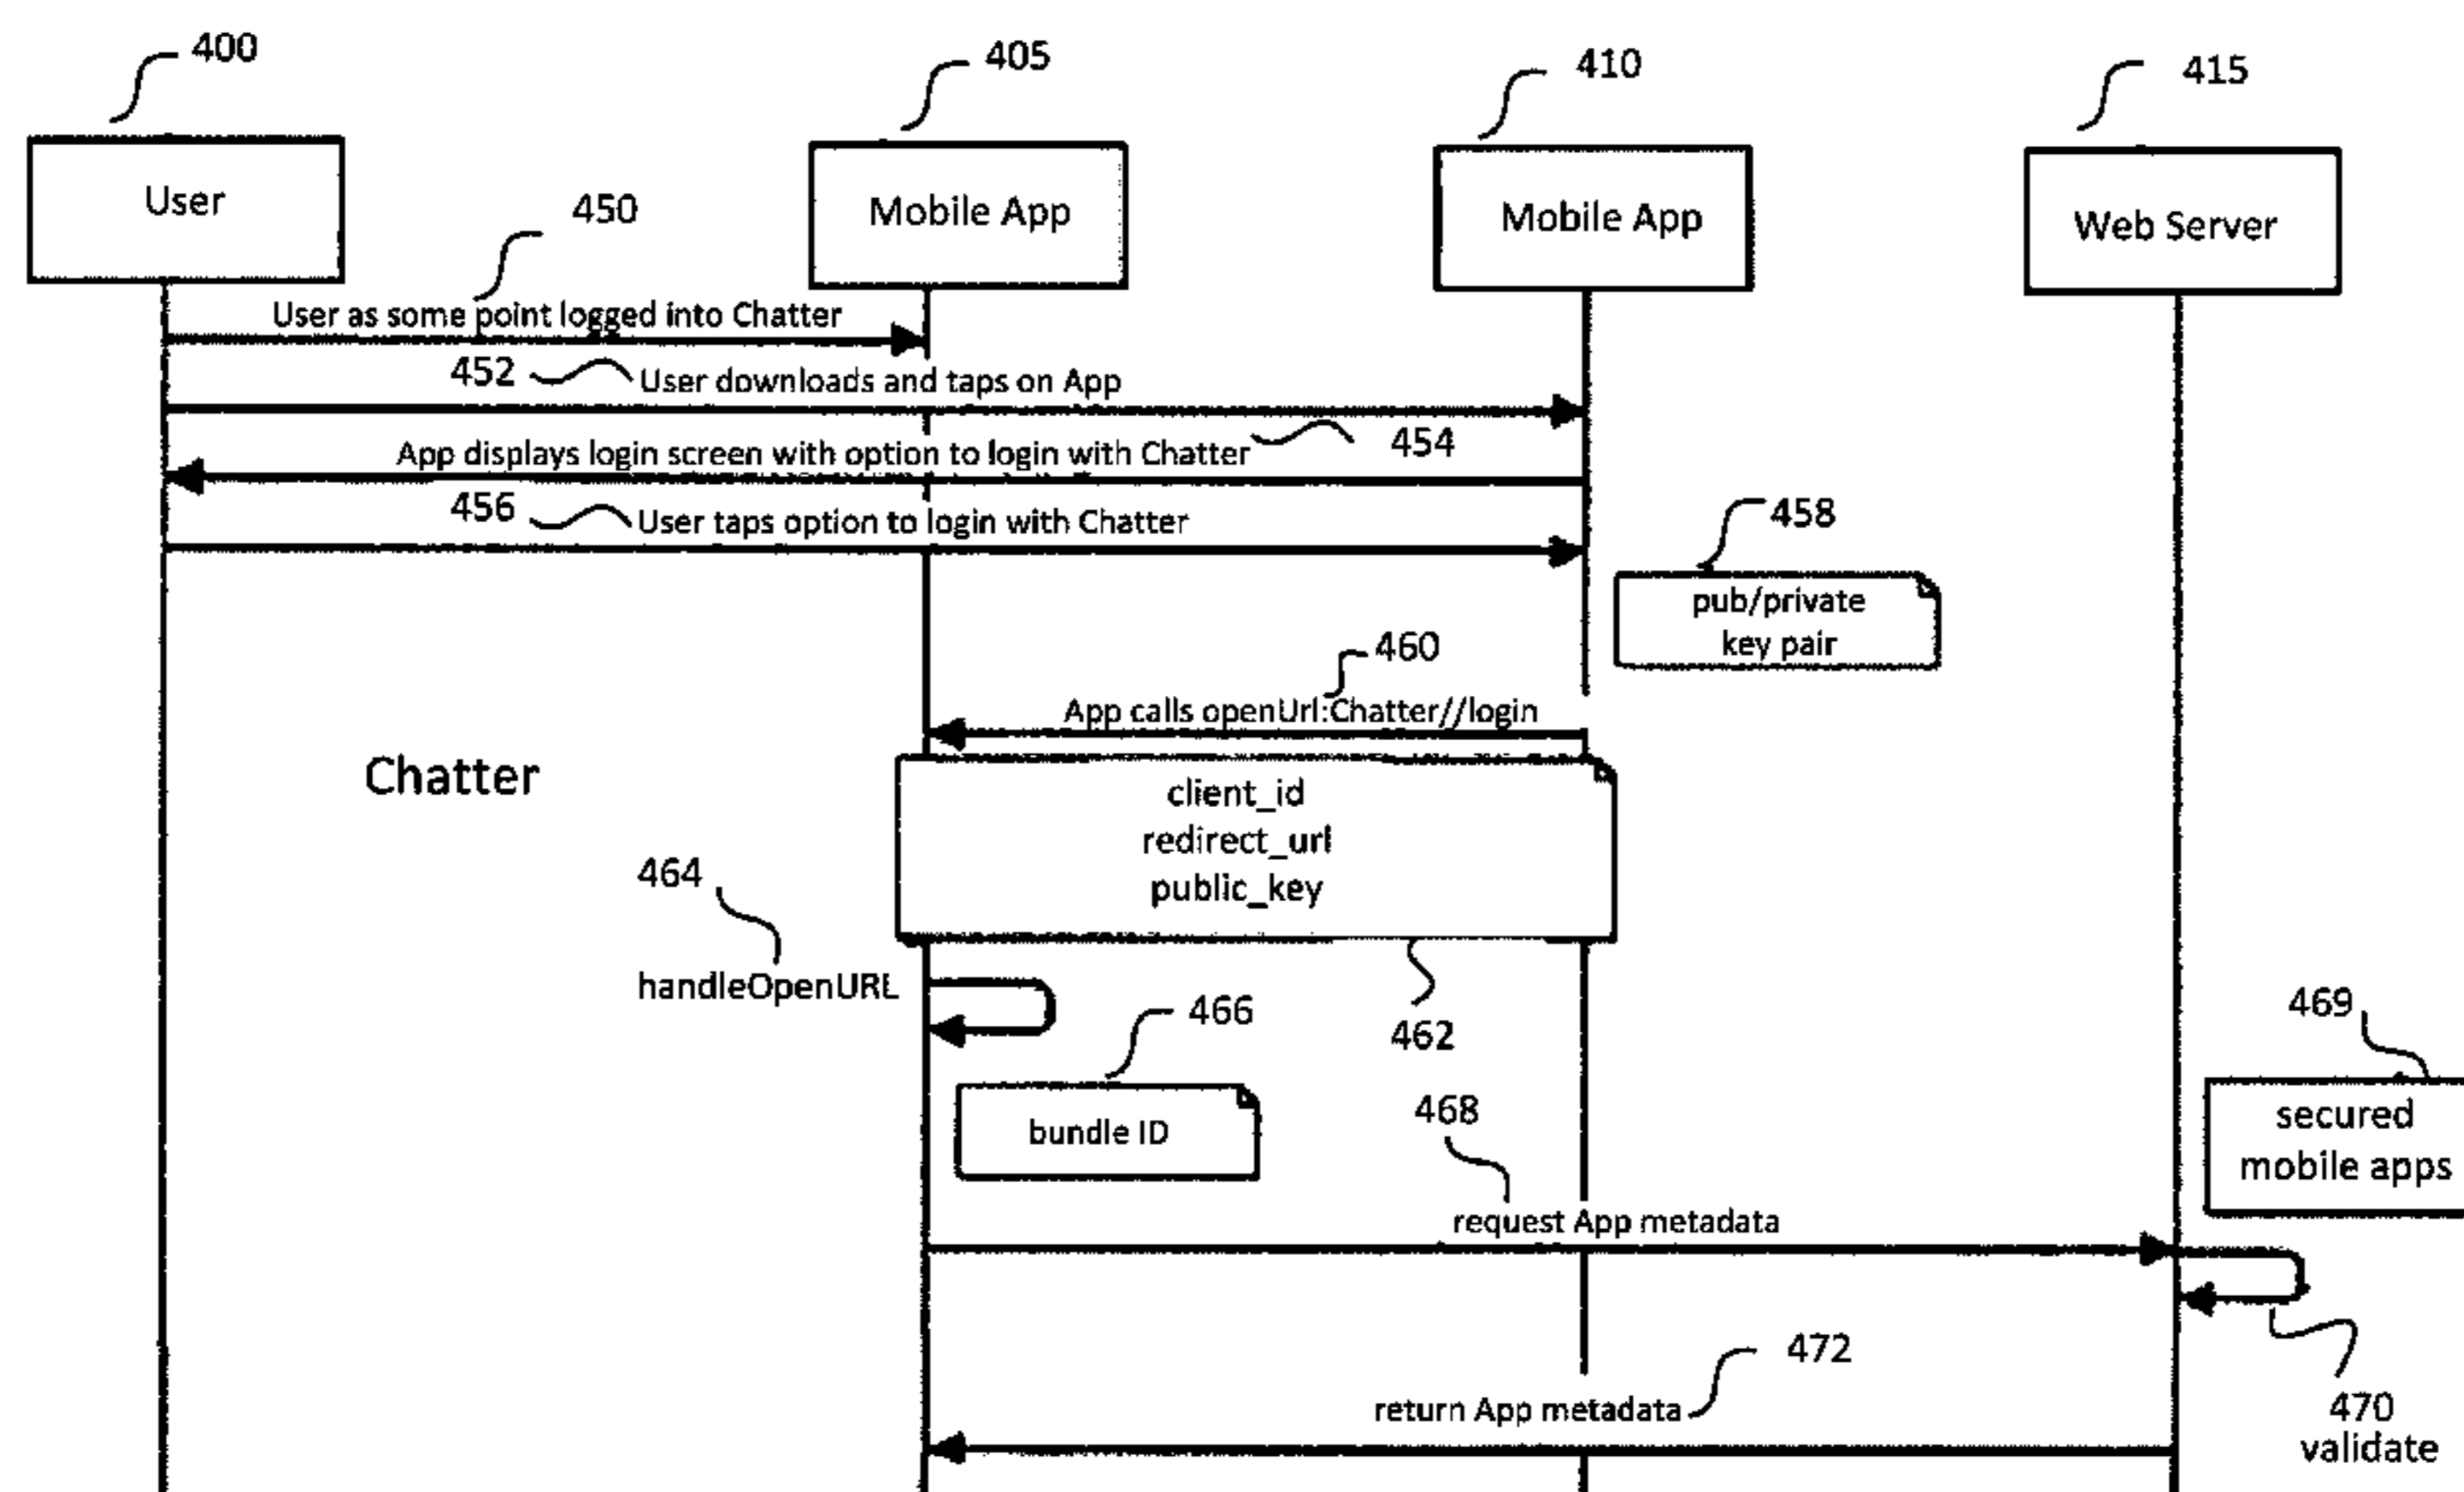 400
405
410
415
User
Mobile App
Mobile App
Web Server
450
User as some point logged into Chatter
452
User downloads and taps on App
454
App displays login screen with option to login with Chatter
456
User taps option to login with Chatter
458
pub/private
key pair
460
App calls openUrl:Chatter//login
Chatter
client_id
redirect_url
public_key
464
handleOpenURL
462
466
bundle ID
468
469
secured
mobile apps
request App metadata
472
return App metadata
470
validate